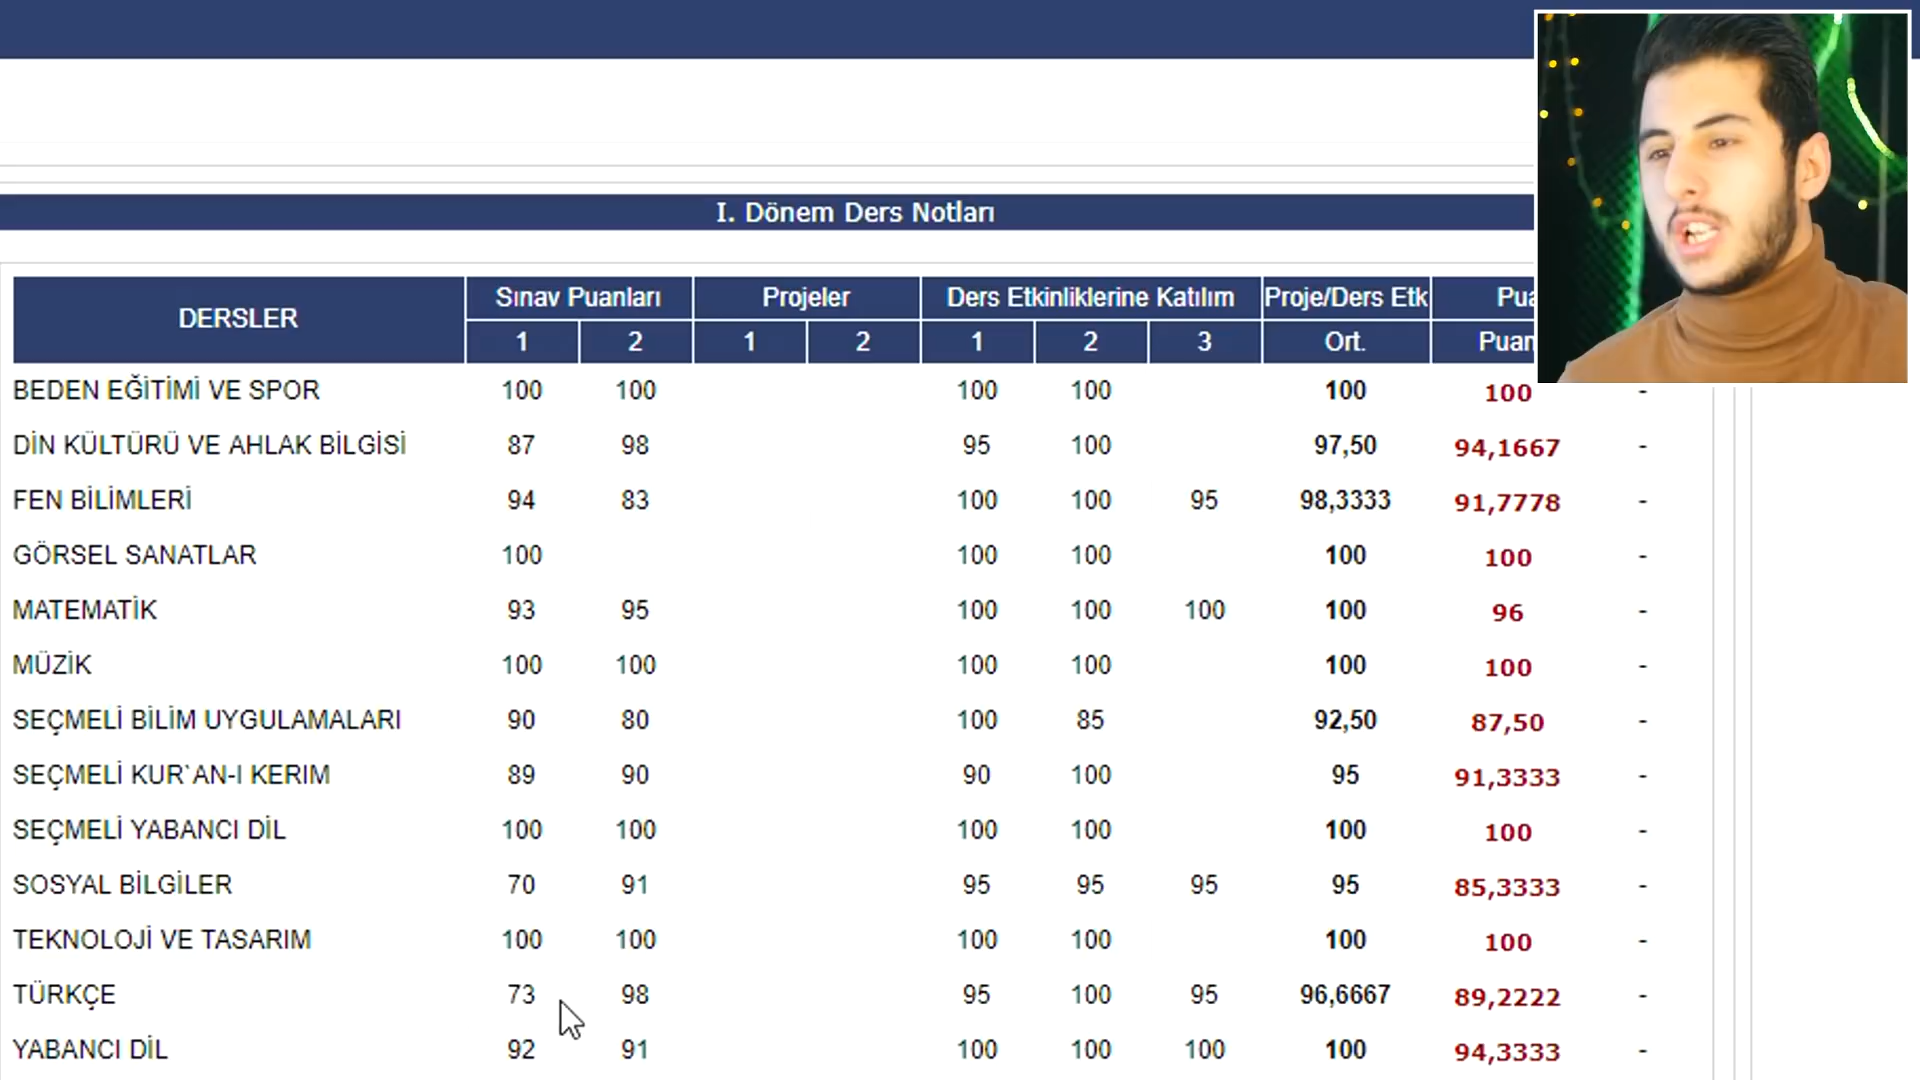 I. Dönem Ders Notları
DERSLER Sınav Puanları Projeler Ders Etkinliklerine Katılım Proje/Ders Etk
1 2 1 2 1 2 3 Ort.
BEDEN EĞİTİMİ VE SPOR 100 100 100 100 100 100 -
DİN KÜLTÜRÜ VE AHLAK BİLGİSİ 87 98 95 100 97,50 94,1667 -
FEN BİLİMLERİ 94 83 100 100 95 98,3333 91,7778 -
GÖRSEL SANATLAR 100 100 100 100 100 -
MATEMATİK 93 95 100 100 100 100 96 -
MÜZİK 100 100 100 100 100 100 -
SEÇMELİ BİLİM UYGULAMALARI 90 80 100 85 92,50 87,50 -
SEÇMELİ KUR`AN-I KERIM 89 90 90 100 95 91,3333 -
SEÇMELİ YABANCI DİL 100 100 100 100 100 100 -
SOSYAL BİLGİLER 70 91 95 95 95 95 85,3333 -
TEKNOLOJİ VE TASARIM 100 100 100 100 100 100 -
TÜRKÇE 73 98 95 100 95 96,6667 89,2222 -
YABANCI DİL 92 91 100 100 100 100 94,3333 -